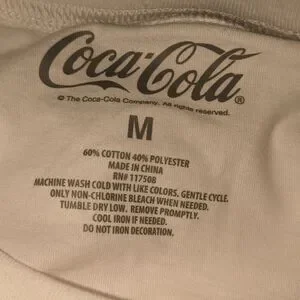 Coca-Cola®
© The Coca-Cola Company. All rights reserved.
M
60% COTTON 40% POLYESTER
MADE IN CHINA
RN# 117508
MACHINE WASH COLD WITH LIKE COLORS. GENTLE CYCLE.
ONLY NON-CHLORINE BLEACH WHEN NEEDED.
TUMBLE DRY LOW. REMOVE PROMPTLY.
COOL IRON IF NEEDED.
DO NOT IRON DECORATION.